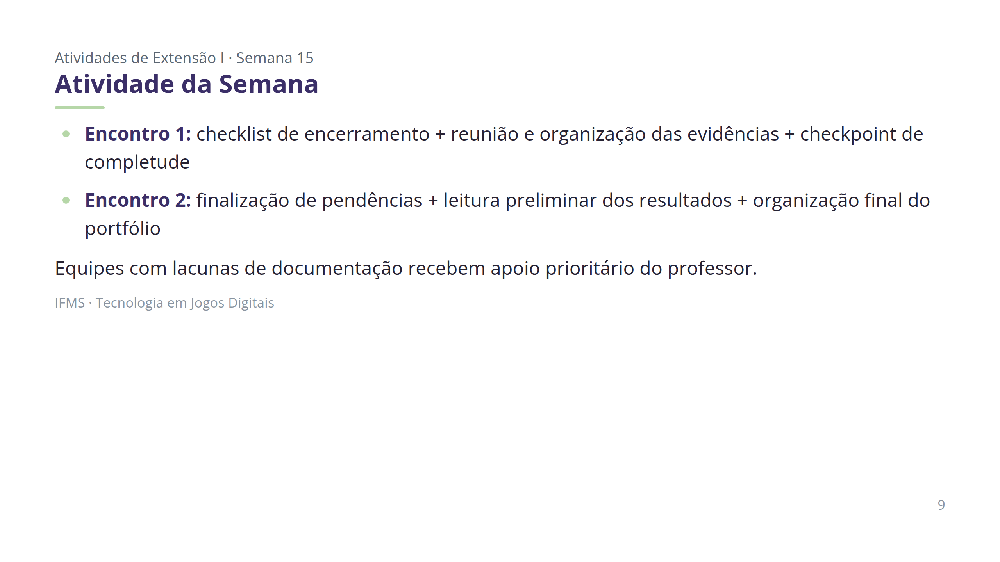 Atividades de Extensão I · Semana 15
Atividade da Semana
Encontro 1: checklist de encerramento + reunião e organização das evidências + checkpoint de
completude
Encontro 2: finalização de pendências + leitura preliminar dos resultados + organização final do
portfólio
Equipes com lacunas de documentação recebem apoio prioritário do professor.
IFMS · Tecnologia em Jogos Digitais
9